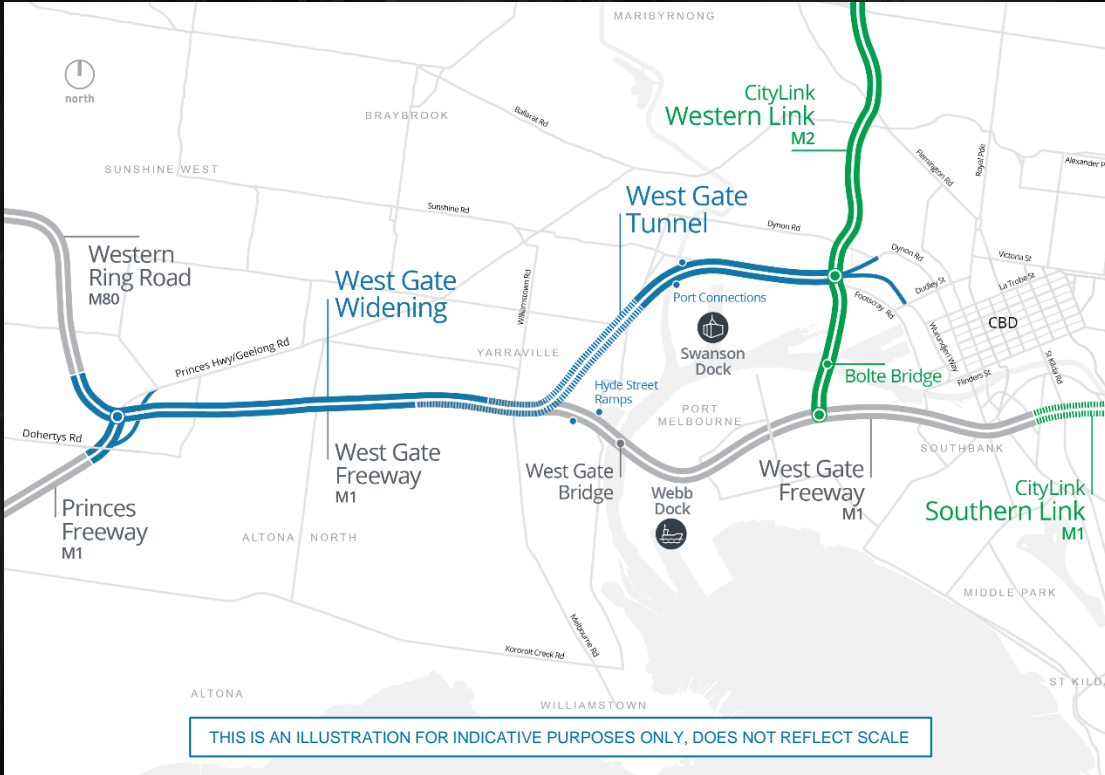 MARIBYRNONG
north
CityLink
Western Link
M2
BRAYBROOK
Ballarat Rd
Flemington Rd
Royal Pde
SUNSHINE WEST
West Gate
Tunnel
Sunshine Rd
Dynon Rd
Dynon Rd
Victoria St
Western
Ring Road
M80
West Gate
Widening
Williamstown Rd
Port Connections
Dudley St
La Trobe St
Footscray Rd
CBD
Wurundjeri Way
Swanson
Dock
Princes Hwy/Geelong Rd
YARRAVILLE
Flinders St
St Kilda Rd
Bolte Bridge
Hyde Street
Ramps
PORT
MELBOURNE
Dohertys Rd
West Gate
Freeway
M1
West Gate
Bridge
Webb
Dock
West Gate
Freeway
M1
SOUTHBANK
CityLink
Southern Link
M1
Princes
Freeway
M1
ALTONA NORTH
MIDDLE PARK
Melbourne Rd
Kororoit Creek Rd
ALTONA
WILLIAMSTOWN
THIS IS AN ILLUSTRATION FOR INDICATIVE PURPOSES ONLY, DOES NOT REFLECT SCALE